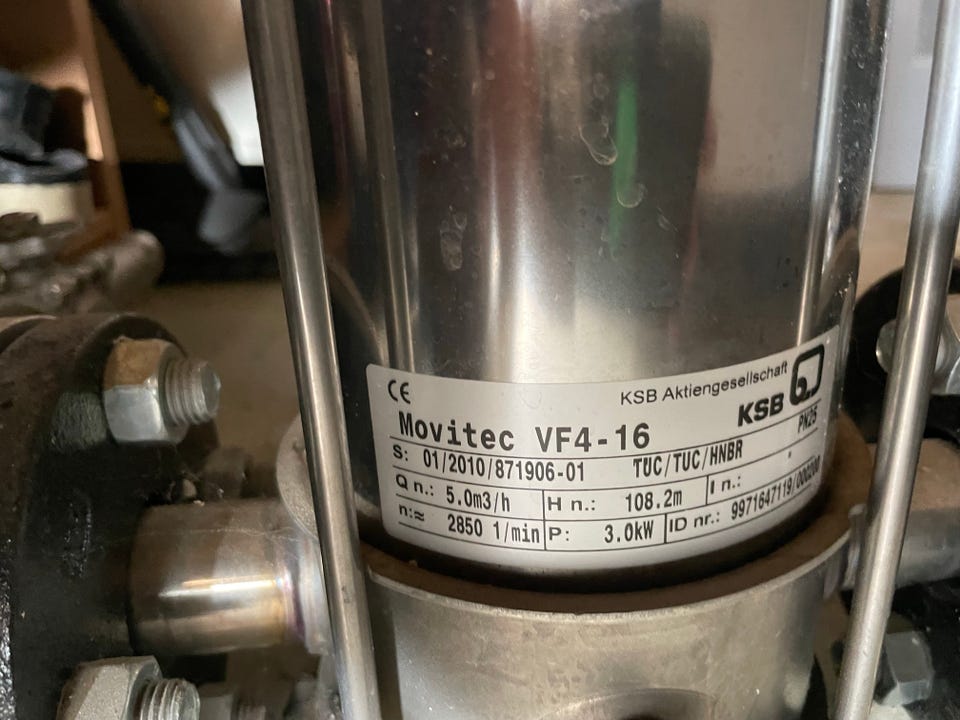 CE
KSB Aktiengesellschaft
KSB
Movitec VF4-16
PN25
S: 01/2010/871906-01 TUC/TUC/HNBR
Q n.: 5.0m3/h H n.: 108.2m I n.:
n:≈ 2850 1/min P: 3.0kW ID nr.: 9971647119/000200